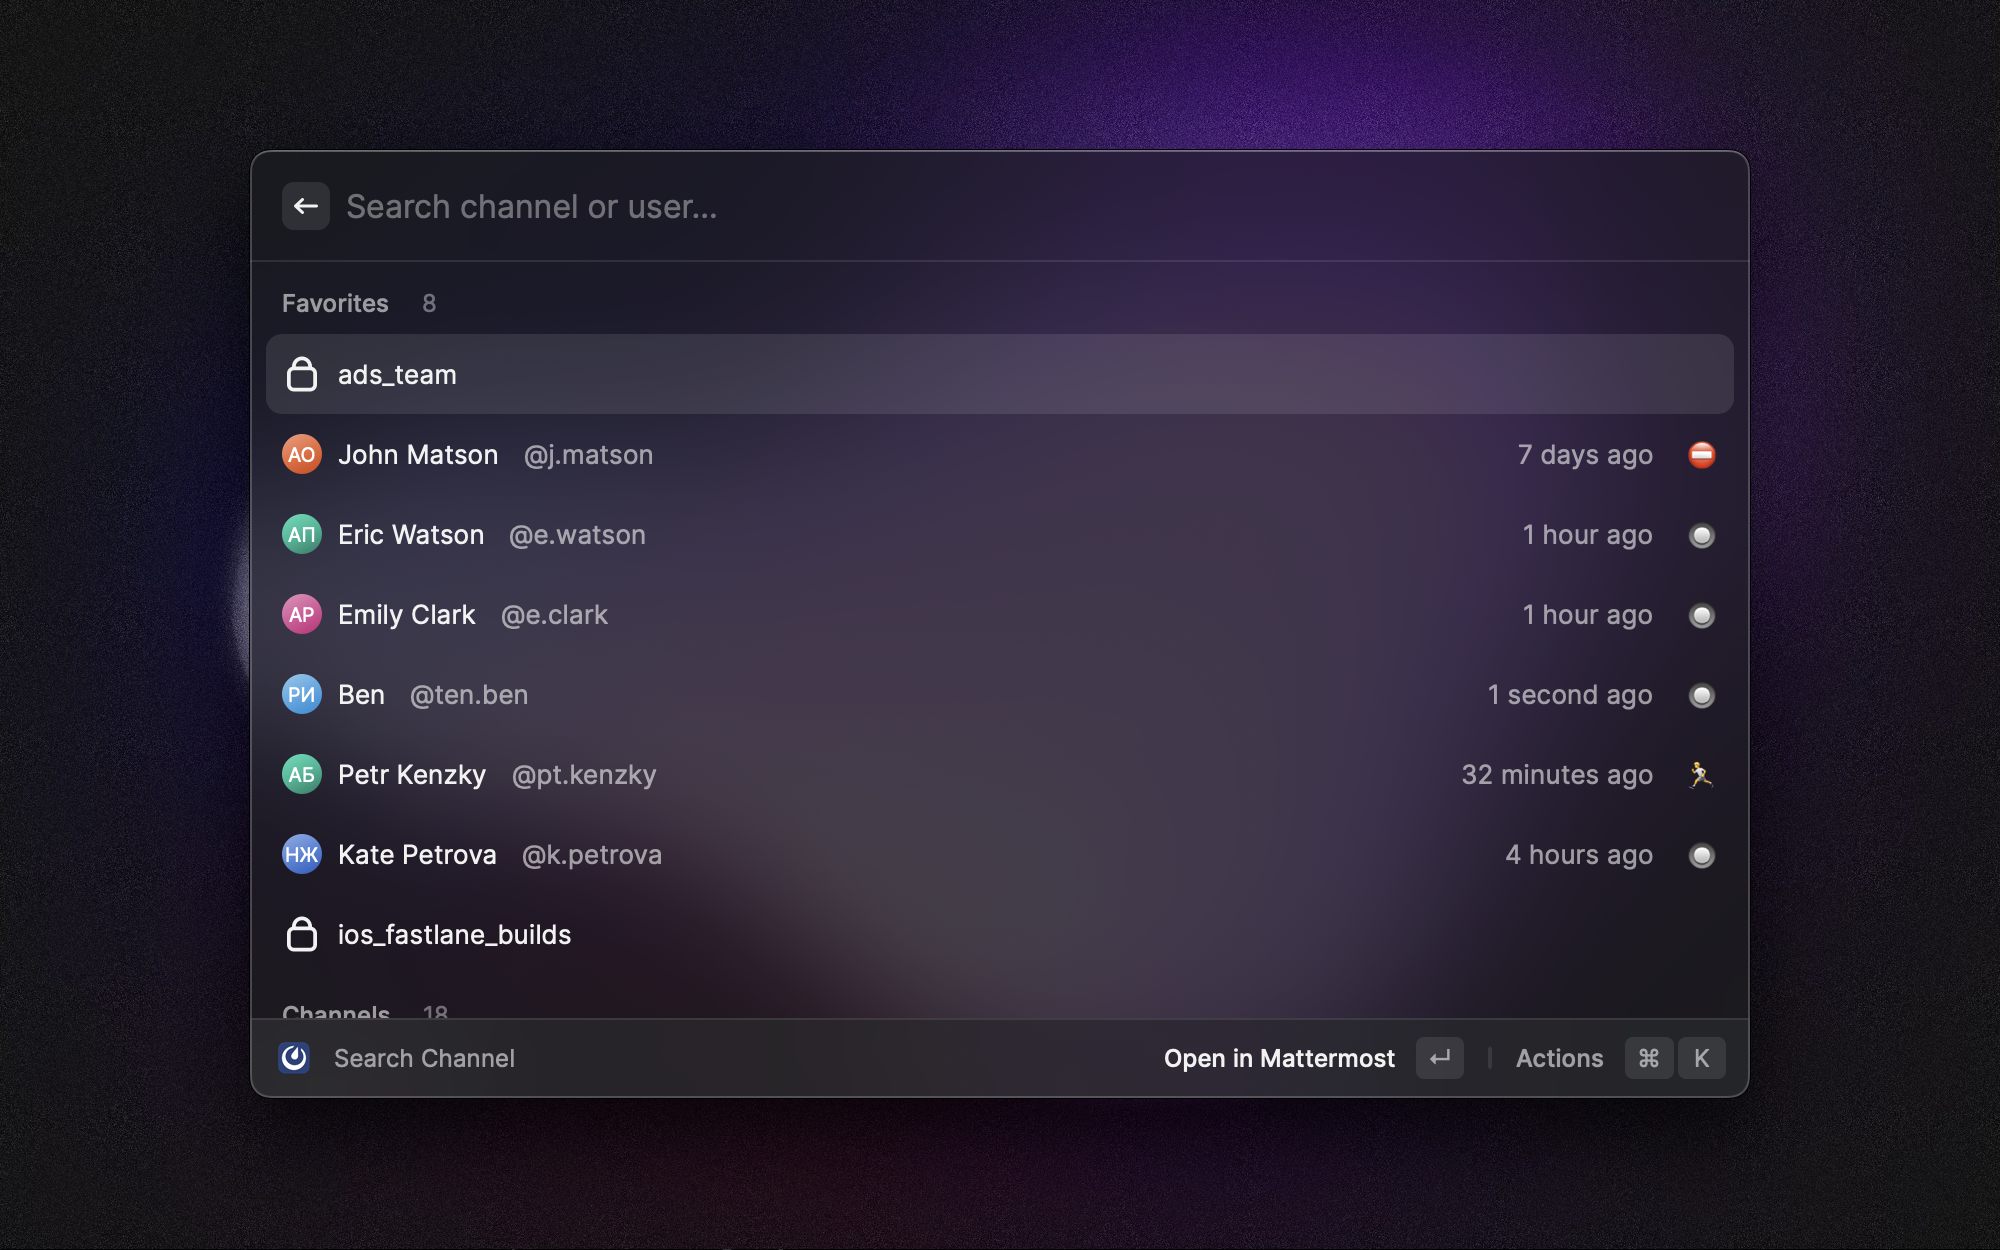 Search channel or user...
Favorites 8
ads_team
АО John Matson @j.matson 7 days ago
АП Eric Watson @e.watson 1 hour ago
АР Emily Clark @e.clark 1 hour ago
РИ Ben @ten.ben 1 second ago
АБ Petr Kenzky @pt.kenzky 32 minutes ago
НЖ Kate Petrova @k.petrova 4 hours ago
ios_fastlane_builds
Channels 18
Search Channel Open in Mattermost ↵ Actions ⌘ K